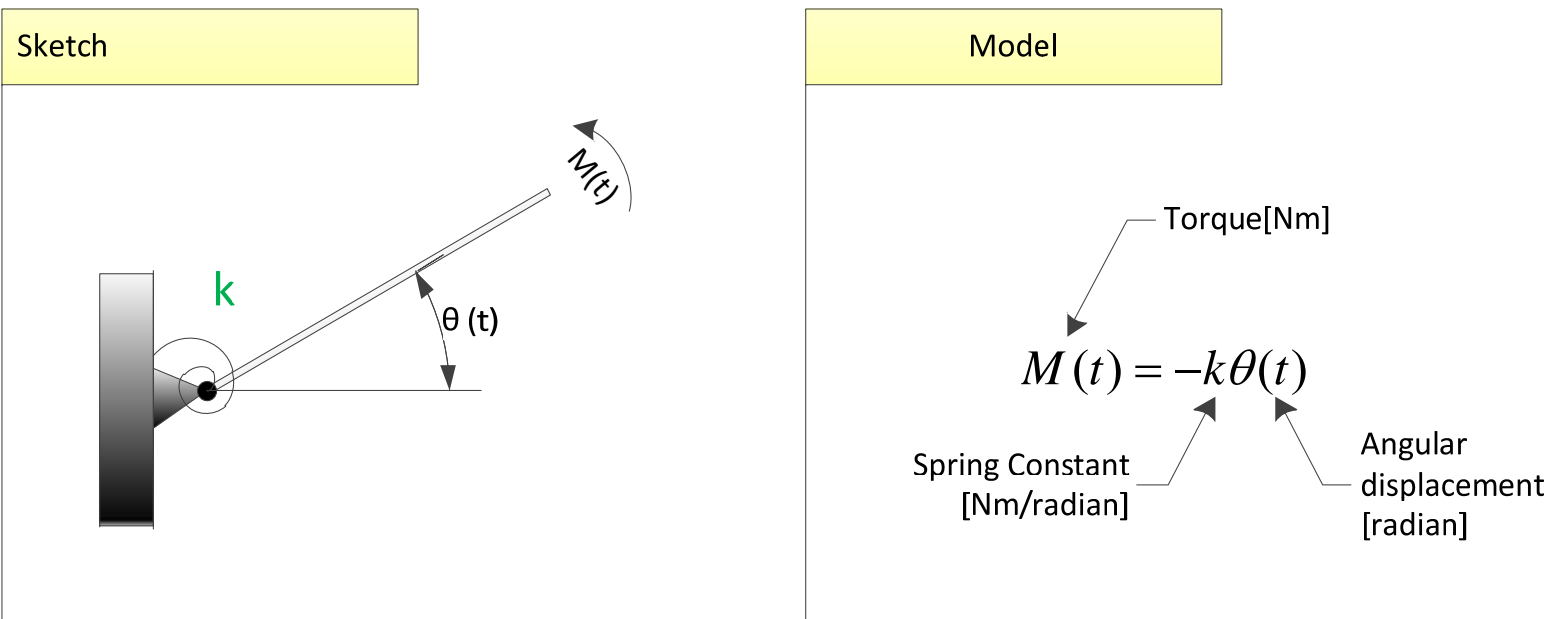 Sketch
M(t)
k
θ (t)
Model
Torque[Nm]
M(t) = −kθ(t)
Spring Constant
[Nm/radian]
Angular
displacement
[radian]